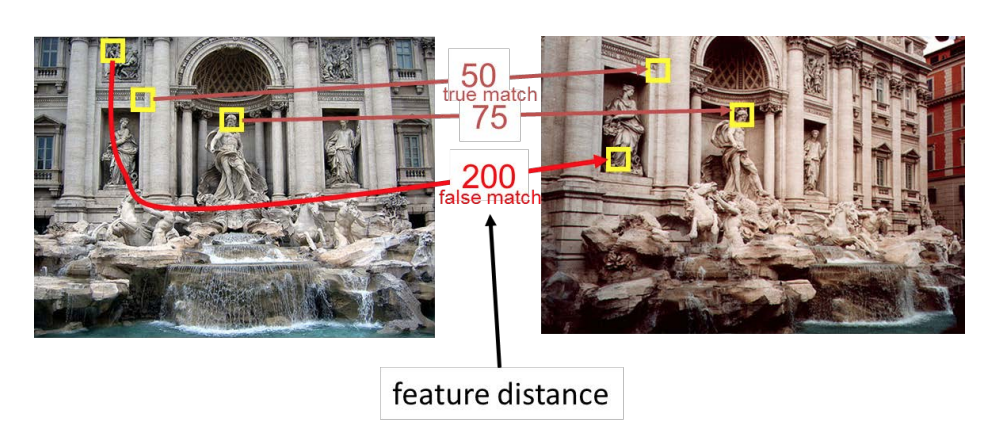 50
true match
75
200
false match
feature distance